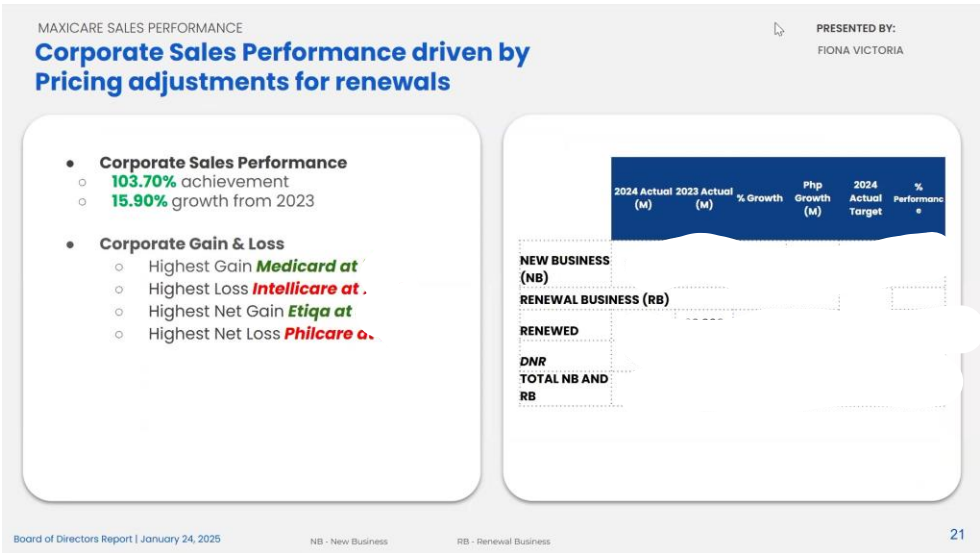 MAXICARE SALES PERFORMANCE
Corporate Sales Performance driven by
Pricing adjustments for renewals
PRESENTED BY:
FIONA VICTORIA
● Corporate Sales Performance
○ 103.70% achievement
○ 15.90% growth from 2023
● Corporate Gain & Loss
○ Highest Gain Medicard at
○ Highest Loss Intellicare at
○ Highest Net Gain Etiqa at
○ Highest Net Loss Philcare
2024 Actual (M) 2023 Actual (M) % Growth Php Growth (M) 2024 Actual Target % Performance
NEW BUSINESS
(NB)
RENEWAL BUSINESS (RB)
RENEWED
DNR
TOTAL NB AND
RB
Board of Directors Report | January 24, 2025
NB - New Business
RB - Renewal Business
21